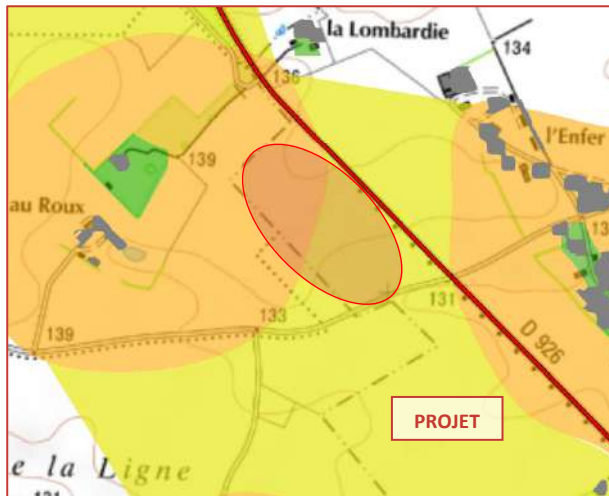 la Lombardie
134
136
139
l'Enfer
au Roux
133
131
139
D 926
PROJET
e la Ligne